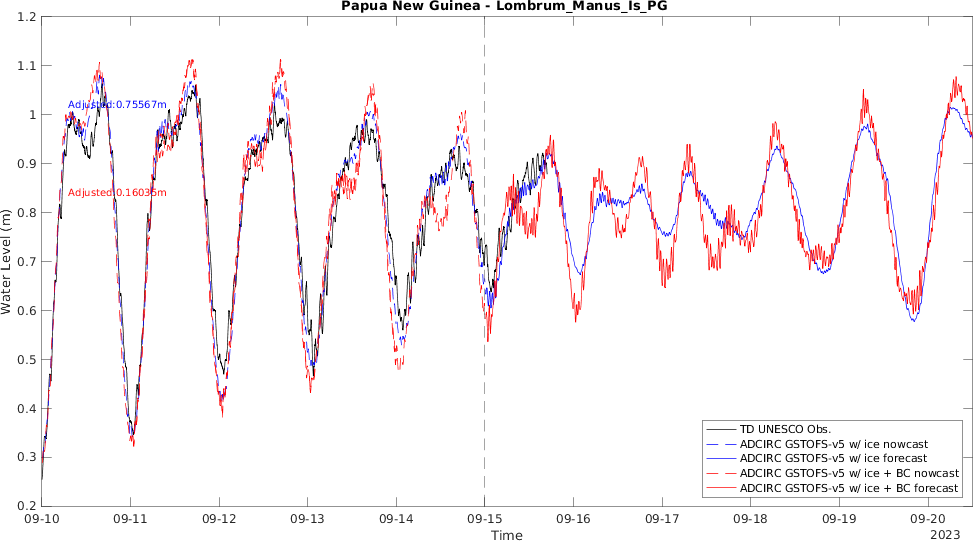 Papua New Guinea - Lombrum_Manus_Is_PG
Water Level (m)
1.2
1.1
1
0.9
0.8
0.7
0.6
0.5
0.4
0.3
0.2
Adjusted:0.75567m
Adjusted:0.16035m
TD UNESCO Obs.
ADCIRC GSTOFS-v5 w/ ice nowcast
ADCIRC GSTOFS-v5 w/ ice forecast
ADCIRC GSTOFS-v5 w/ ice + BC nowcast
ADCIRC GSTOFS-v5 w/ ice + BC forecast
09-10 09-11 09-12 09-13 09-14 09-15 09-16 09-17 09-18 09-19 09-20
2023
Time